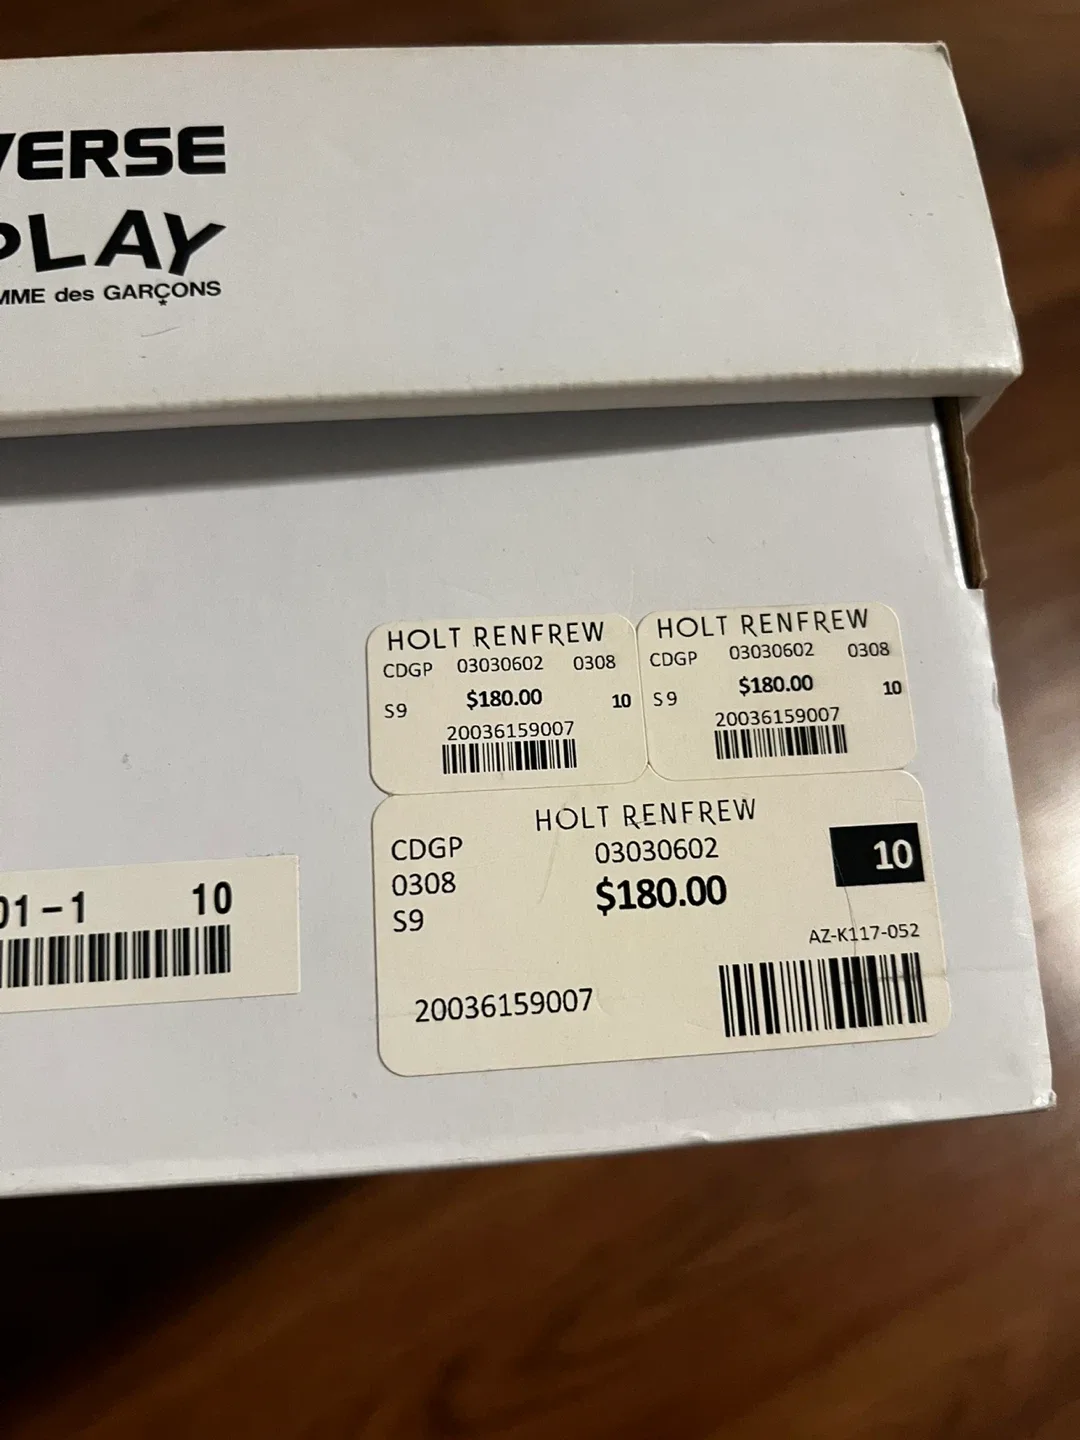 VERSE
PLAY
MME des GARÇONS
HOLT RENFREW
CDGP 03030602 0308
S9 $180.00 10
20036159007
HOLT RENFREW
CDGP 03030602 0308
S9 $180.00 10
20036159007
HOLT RENFREW
CDGP 03030602 10
0308 $180.00
S9
AZ-K117-052
20036159007
01-1 10